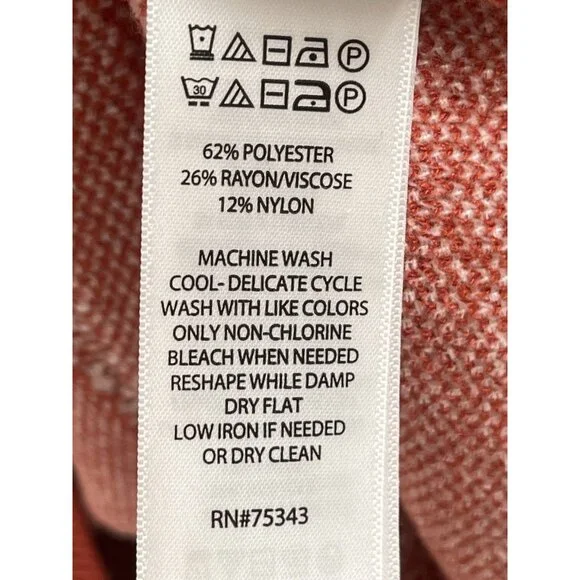 P
30 P
62% POLYESTER
26% RAYON/VISCOSE
12% NYLON
MACHINE WASH
COOL- DELICATE CYCLE
WASH WITH LIKE COLORS
ONLY NON-CHLORINE
BLEACH WHEN NEEDED
RESHAPE WHILE DAMP
DRY FLAT
LOW IRON IF NEEDED
OR DRY CLEAN
RN#75343